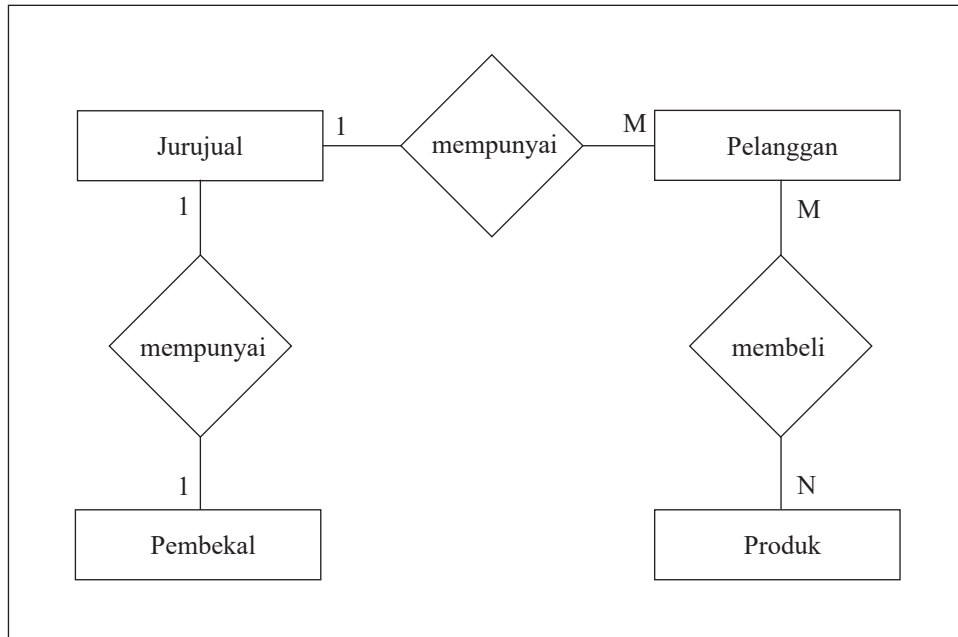 1
M
Jurujual
mempunyai
Pelanggan
1
M
mempunyai
membeli
1
N
Pembekal
Produk